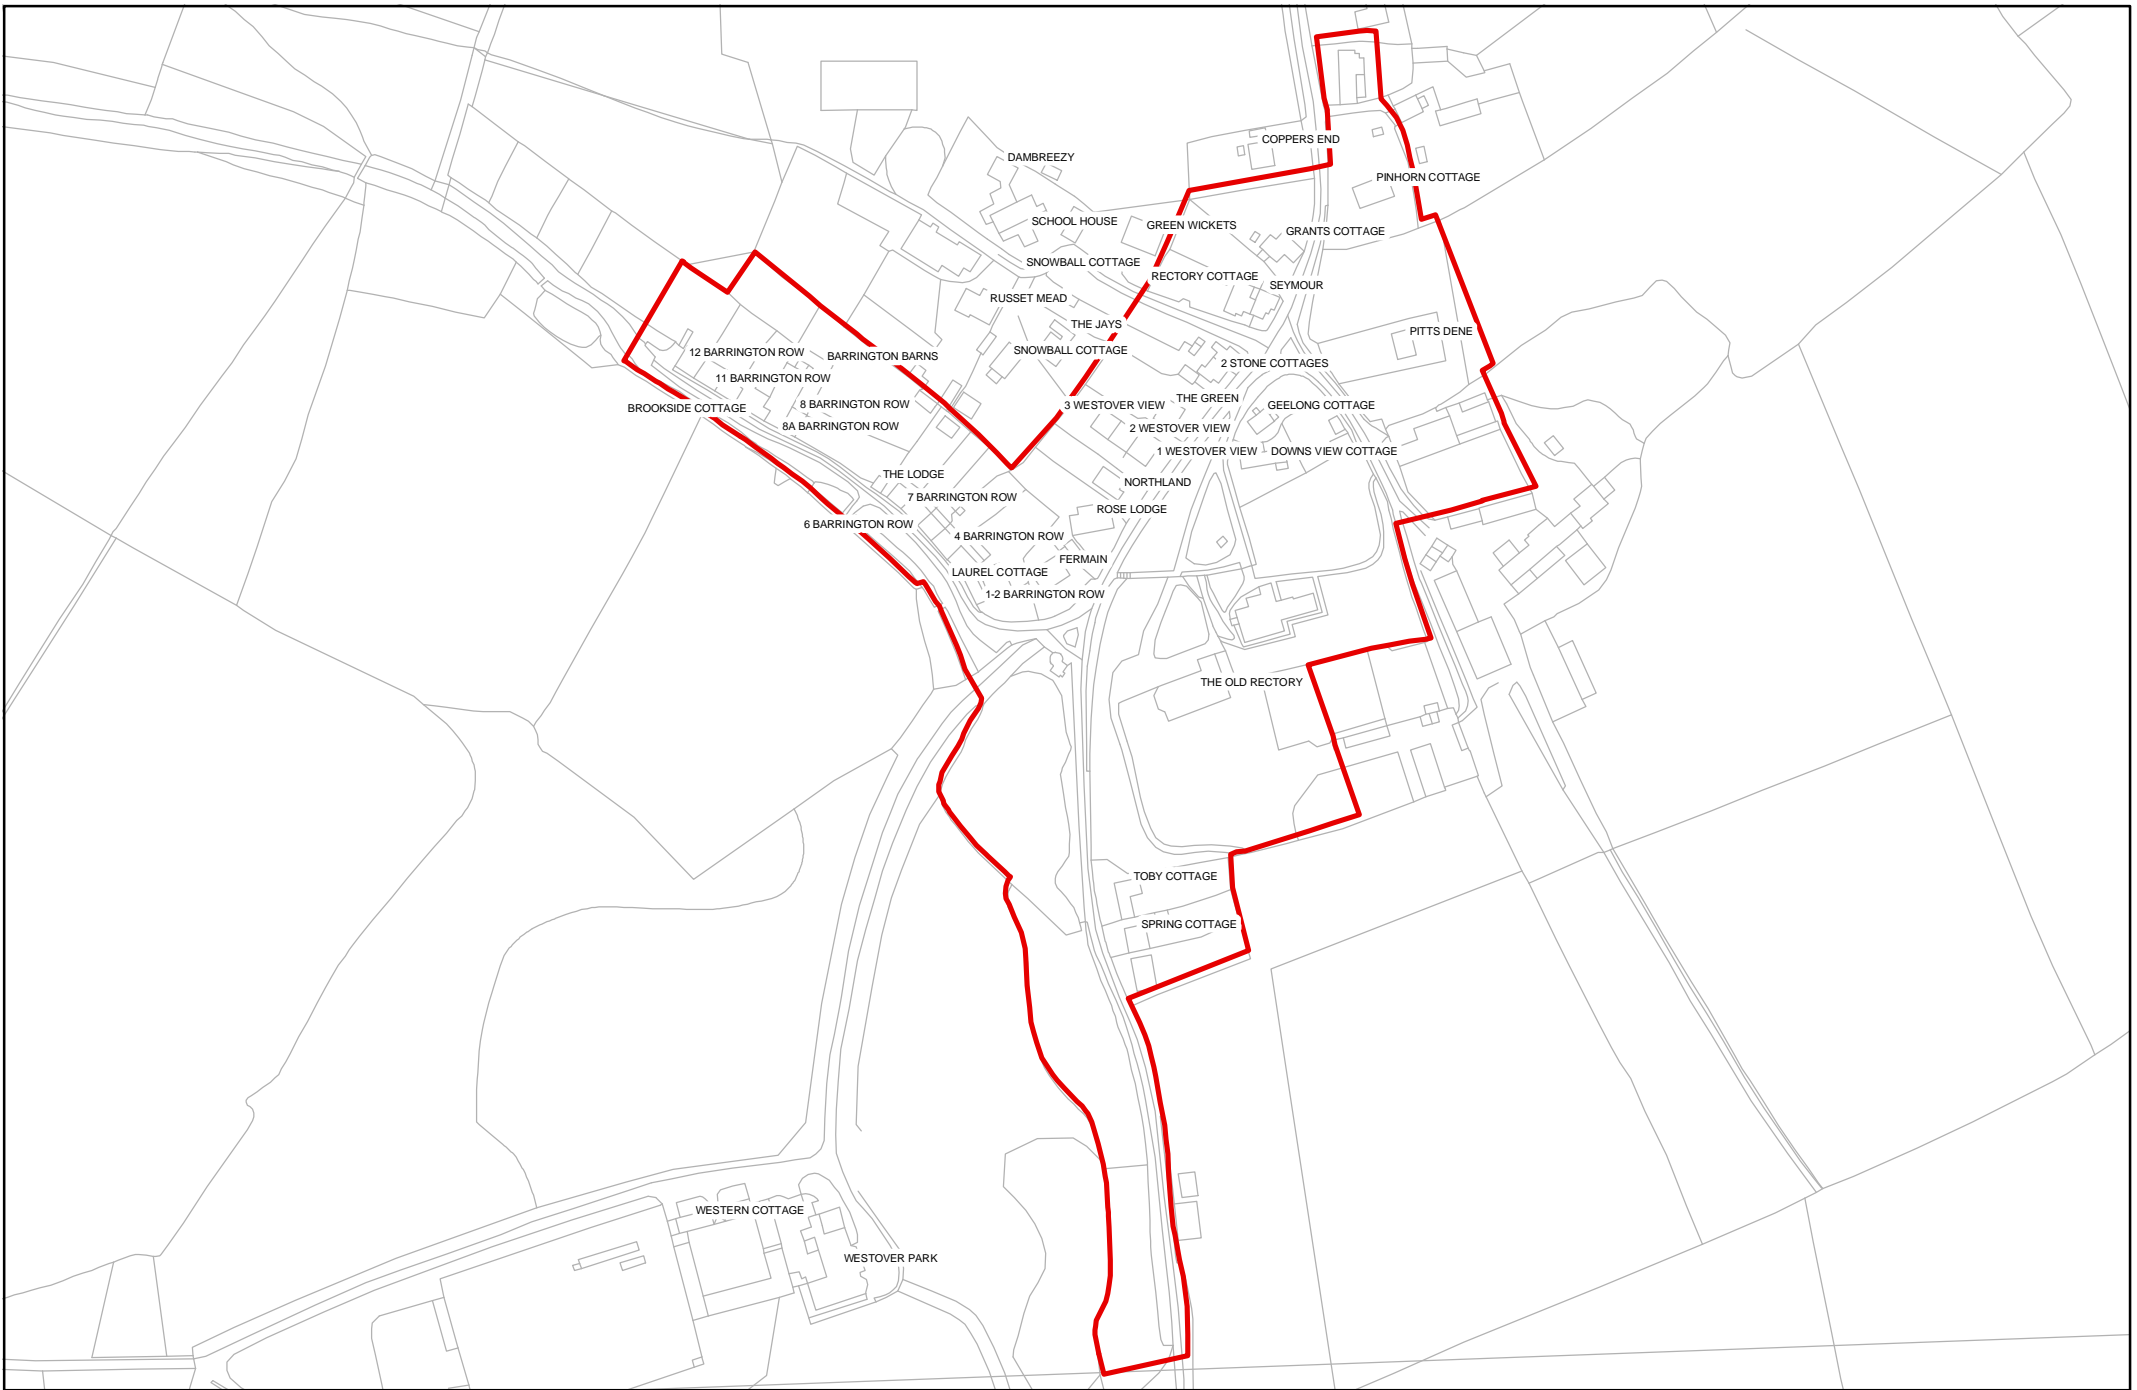 COPPERS END
DAMBREEZY
PINHORN COTTAGE
SCHOOL HOUSE
GREEN WICKETS
GRANTS COTTAGE
SNOWBALL COTTAGE
RECTORY COTTAGE
SEYMOUR
RUSSET MEAD
THE JAYS
PITTS DENE
SNOWBALL COTTAGE
12 BARRINGTON ROW
BARRINGTON BARNS
2 STONE COTTAGES
11 BARRINGTON ROW
THE GREEN
8 BARRINGTON ROW
3 WESTOVER VIEW
GEELONG COTTAGE
BROOKSIDE COTTAGE
8A BARRINGTON ROW
2 WESTOVER VIEW
1 WESTOVER VIEW
DOWNS VIEW COTTAGE
THE LODGE
NORTHLAND
7 BARRINGTON ROW
ROSE LODGE
6 BARRINGTON ROW
4 BARRINGTON ROW
FERMAIN
LAUREL COTTAGE
1-2 BARRINGTON ROW
THE OLD RECTORY
TOBY COTTAGE
SPRING COTTAGE
WESTERN COTTAGE
WESTOVER PARK